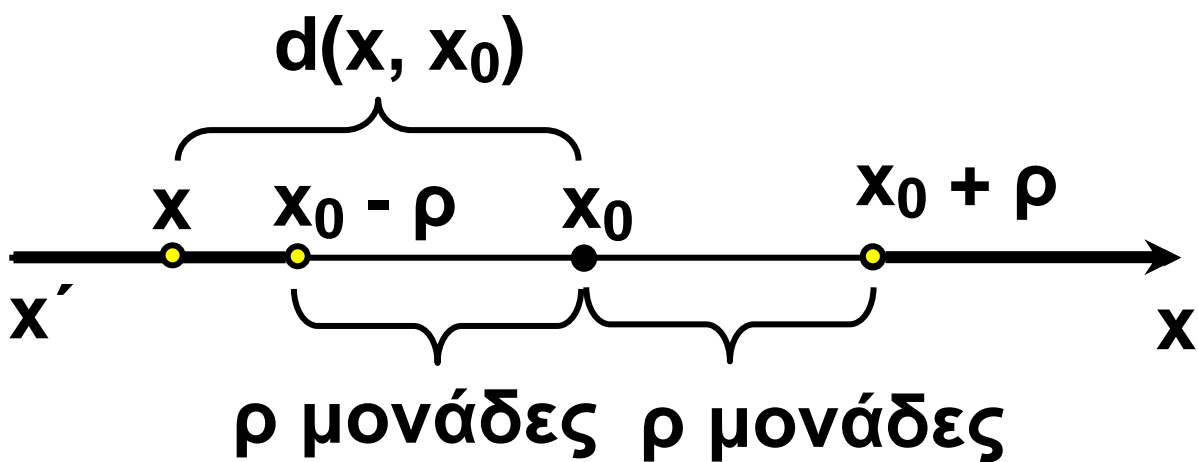 d(x, x₀)
x x₀ - ρ x₀ x₀ + ρ
x´ x
ρ μονάδες ρ μονάδες